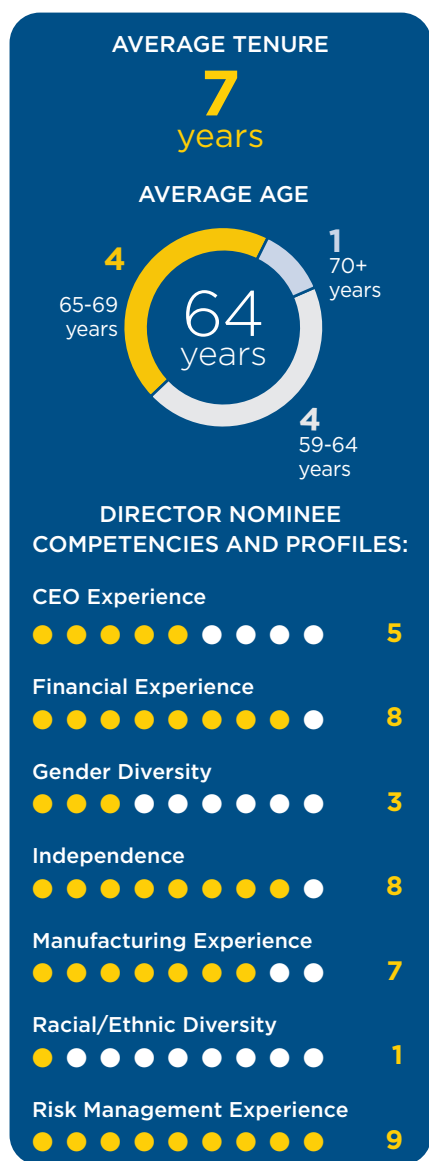 AVERAGE TENURE
7
years
AVERAGE AGE
4
65-69
years
1
70+
years
64
years
4
59-64
years
DIRECTOR NOMINEE
COMPETENCIES AND PROFILES:
CEO Experience
5
Financial Experience
8
Gender Diversity
3
Independence
8
Manufacturing Experience
7
Racial/Ethnic Diversity
1
Risk Management Experience
9